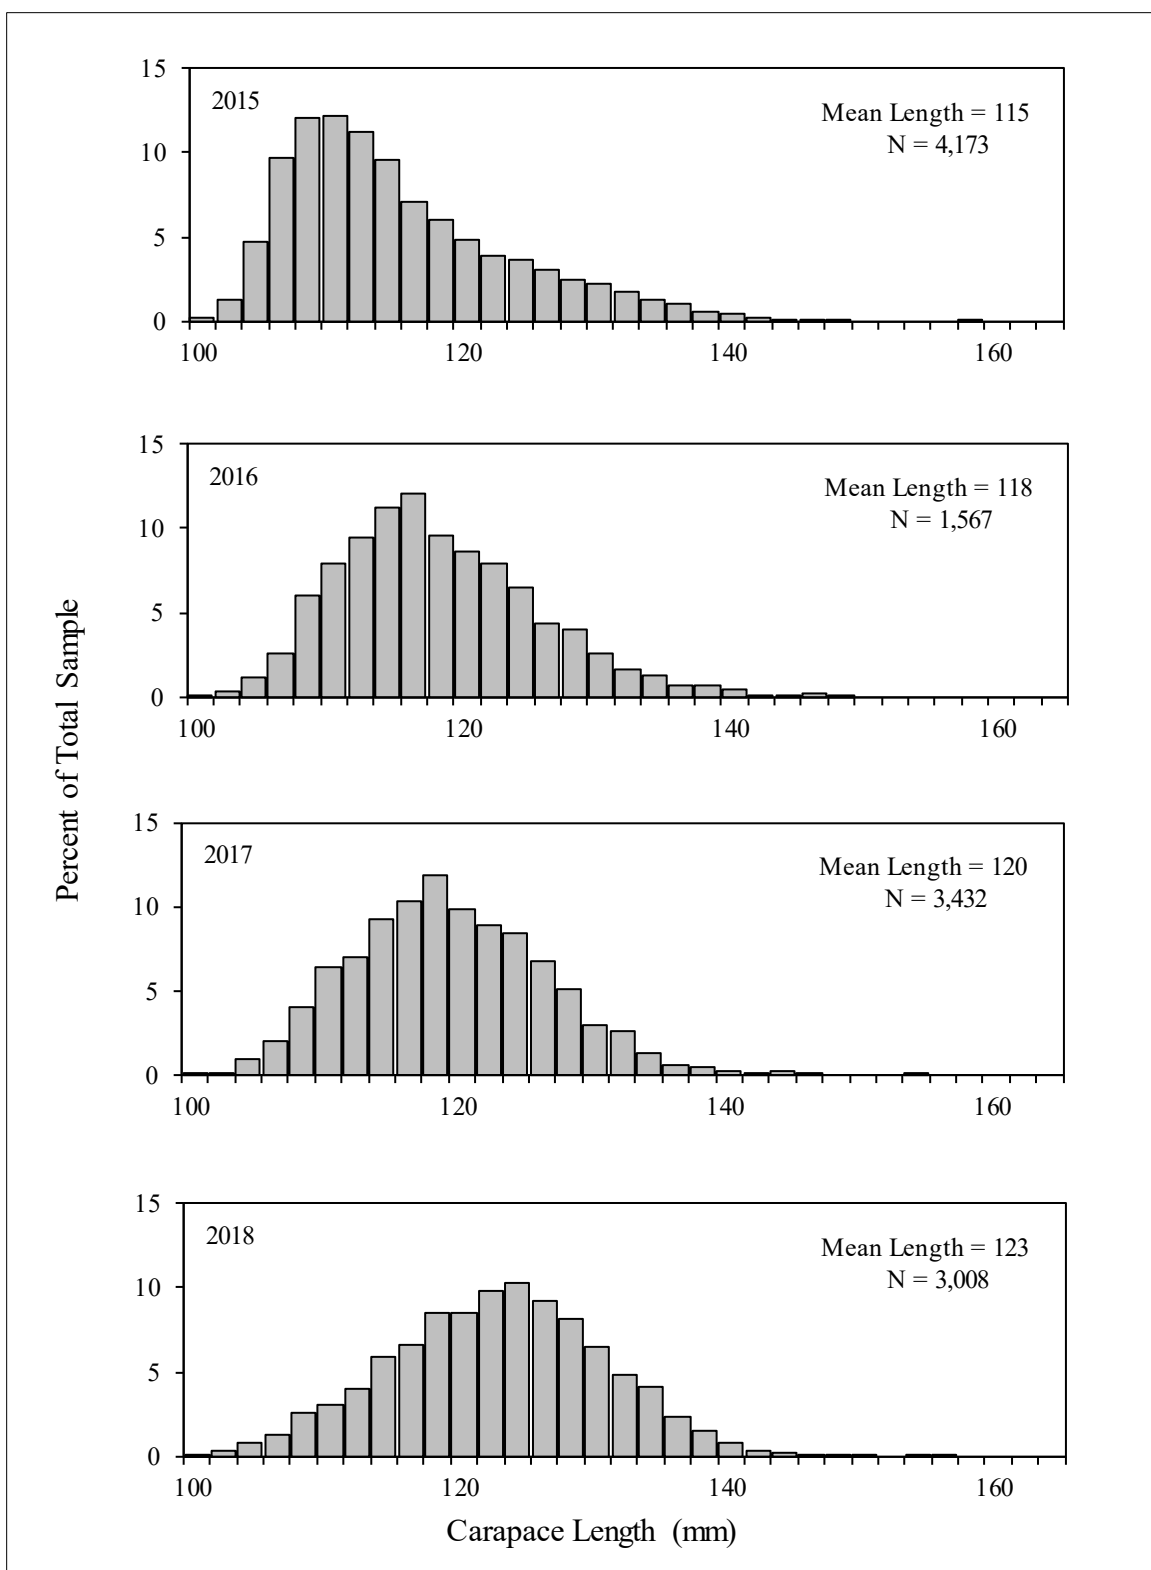 15
2015
Mean Length = 115
N = 4,173
10
5
0
100 120 140 160
15
2016
Mean Length = 118
N = 1,567
10
5
0
100 120 140 160
Percent of Total Sample
15
2017
Mean Length = 120
N = 3,432
10
5
0
100 120 140 160
15
2018
Mean Length = 123
N = 3,008
10
5
0
100 120 140 160
Carapace Length (mm)